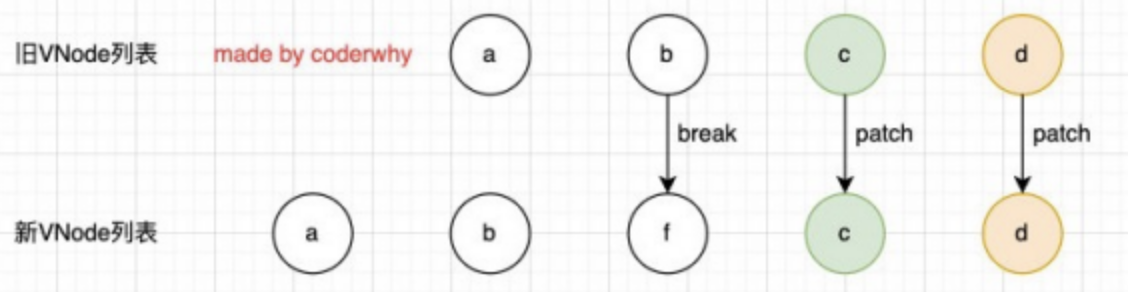 旧VNode列表 made by coderwhy a b c d
break patch patch
新VNode列表 a b f c d